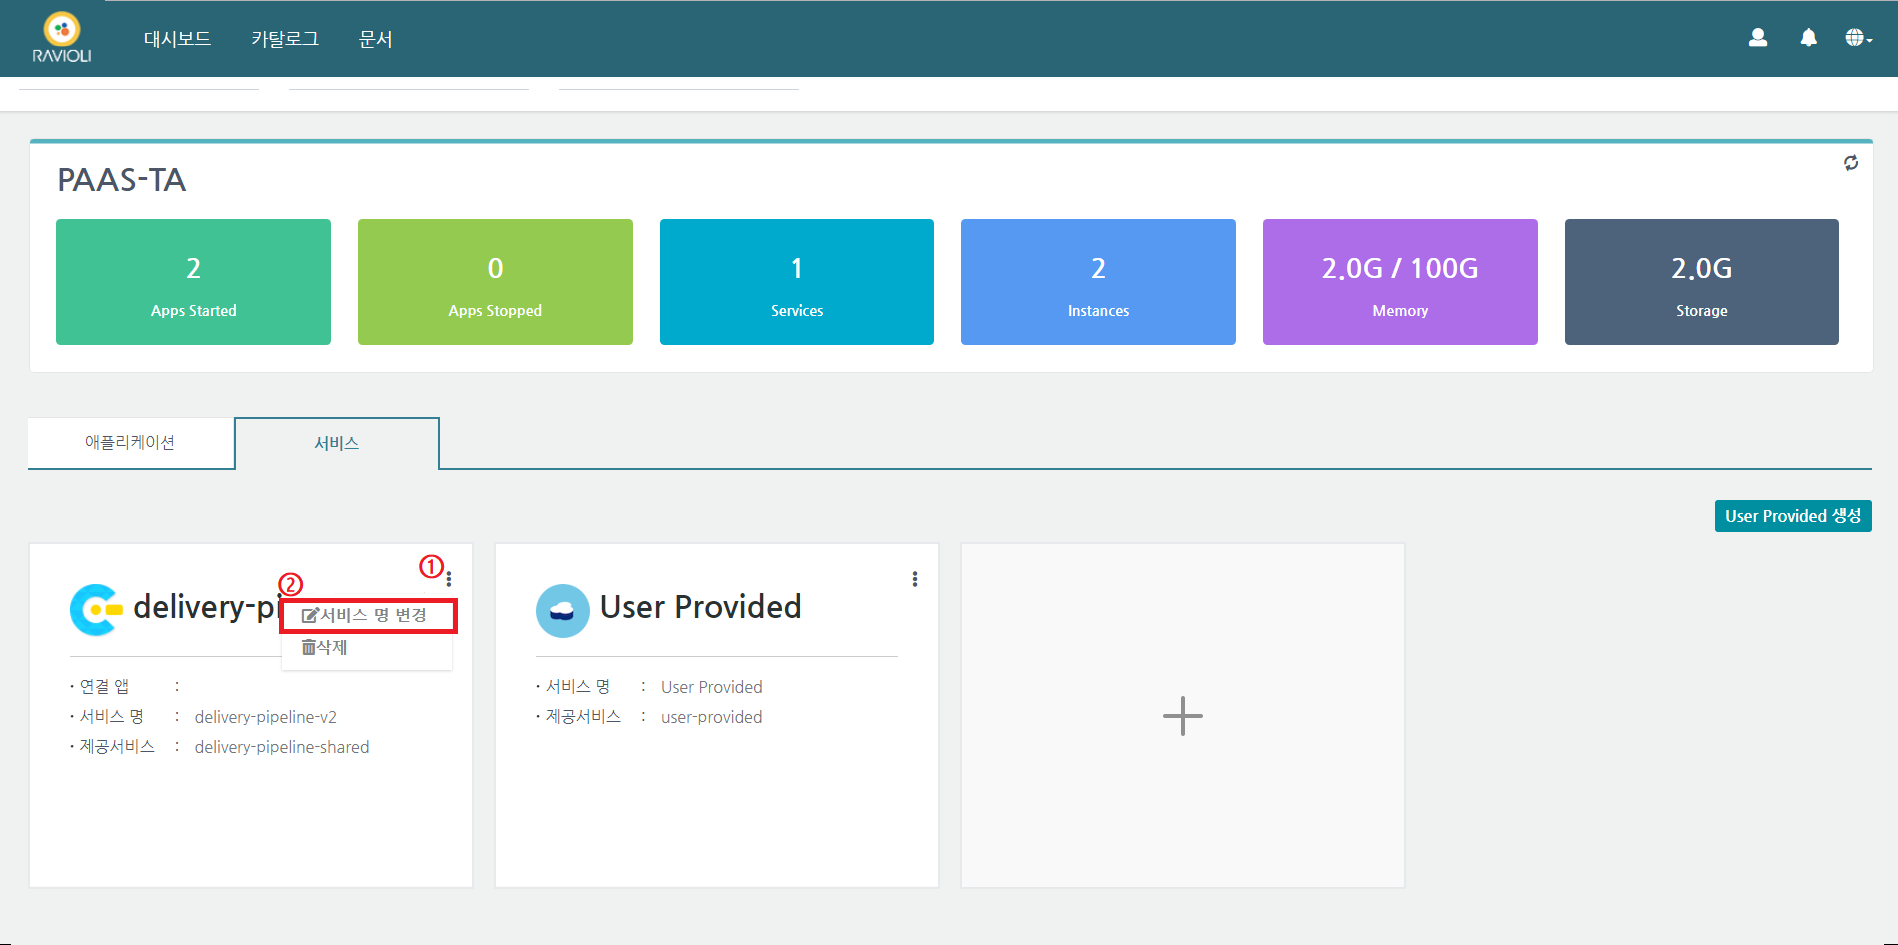 RAVIOLI
대시보드 카탈로그 문서
PAAS-TA
2
Apps Started
0
Apps Stopped
1
Services
2
Instances
2.0G / 100G
Memory
2.0G
Storage
애플리케이션
서비스
User Provided 생성
①
②
delivery-pi
서비스 명 변경
삭제
· 연결 앱 :
· 서비스 명 : delivery-pipeline-v2
· 제공서비스 : delivery-pipeline-shared
User Provided
· 서비스 명 : User Provided
· 제공서비스 : user-provided